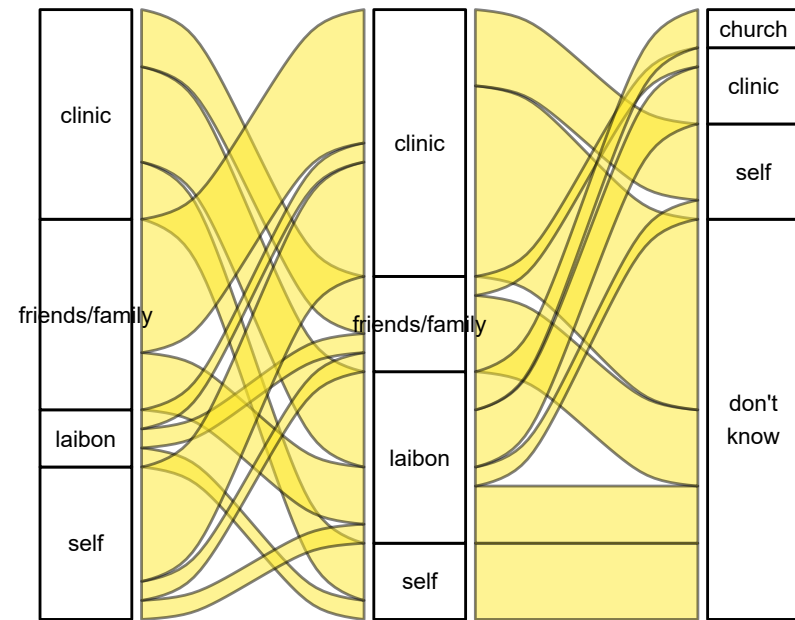 clinic
friends/family
laibon
self
clinic
friends/family
laibon
self
church
clinic
self
don't
know